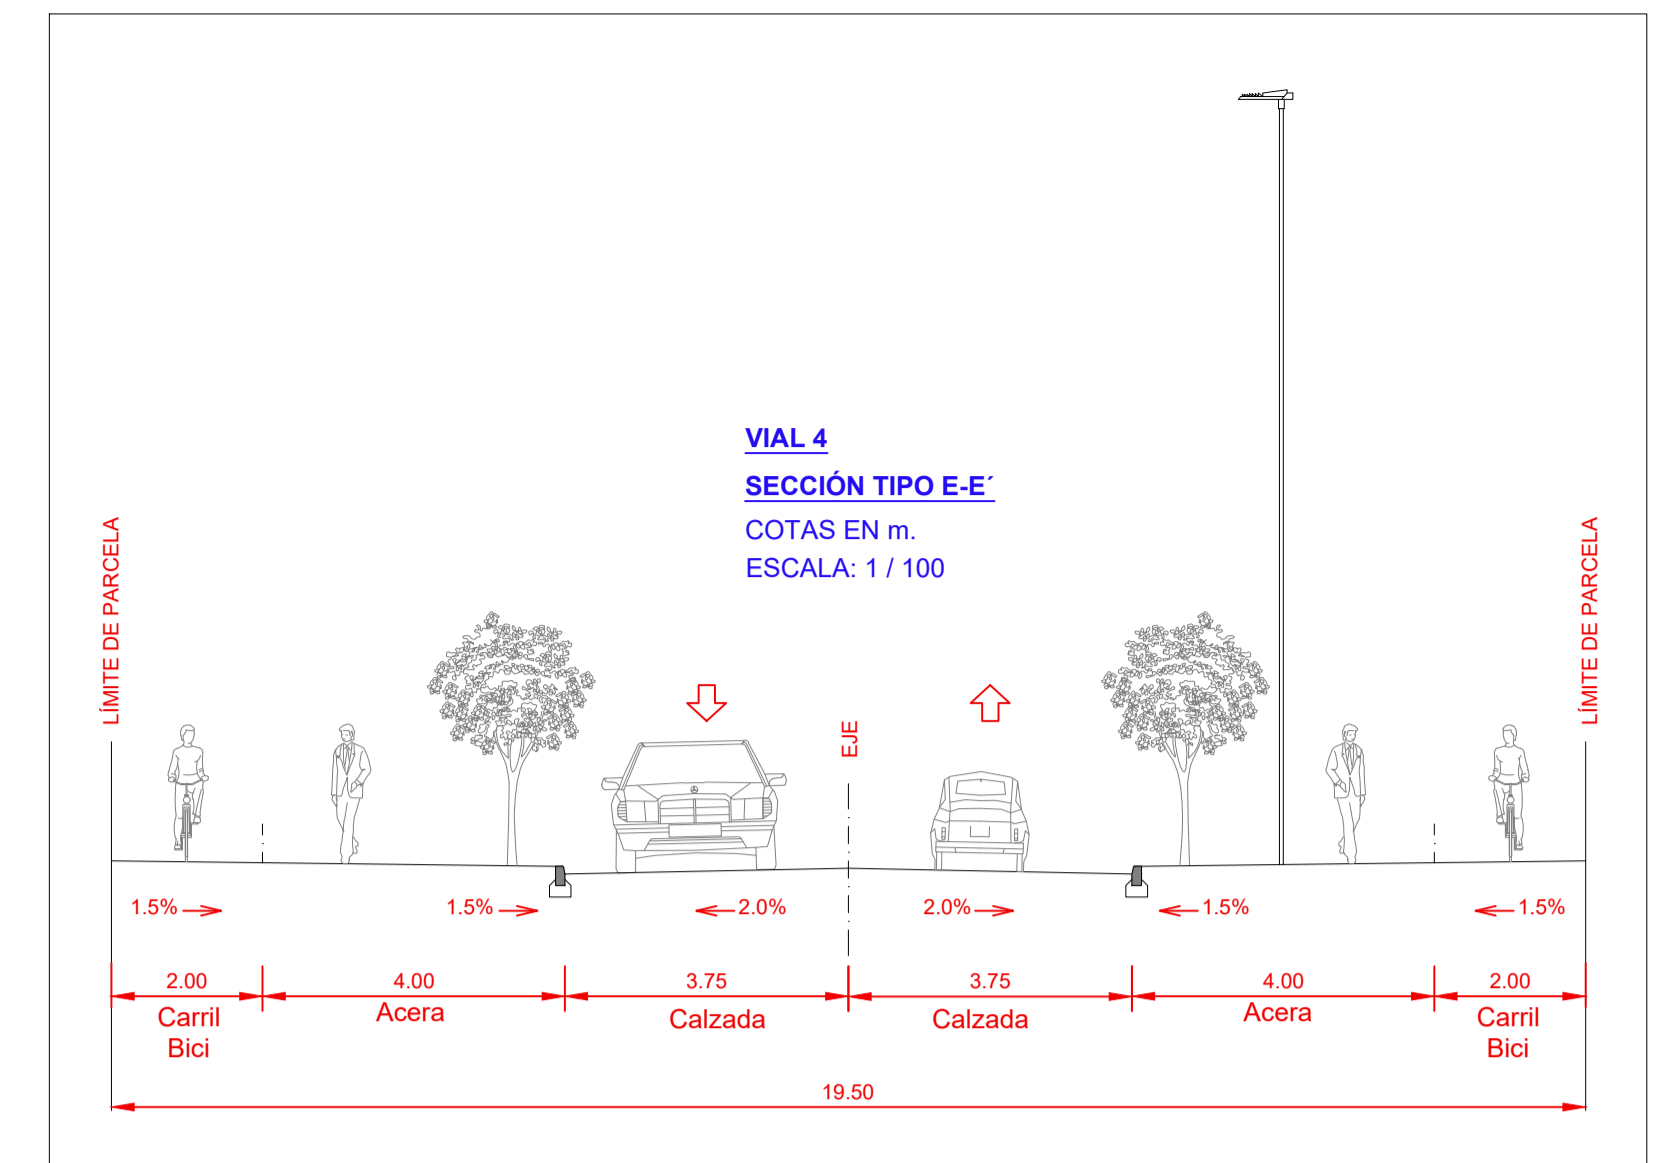 VIAL 4
SECCIÓN TIPO E-E´
COTAS EN m.
ESCALA: 1 / 100
LÍMITE DE PARCELA
LÍMITE DE PARCELA
EJE
1.5% 1.5% 2.0% 2.0% 1.5% 1.5%
2.00 4.00 3.75 3.75 4.00 2.00
Carril Acera Calzada Calzada Acera Carril
Bici Bici
19.50